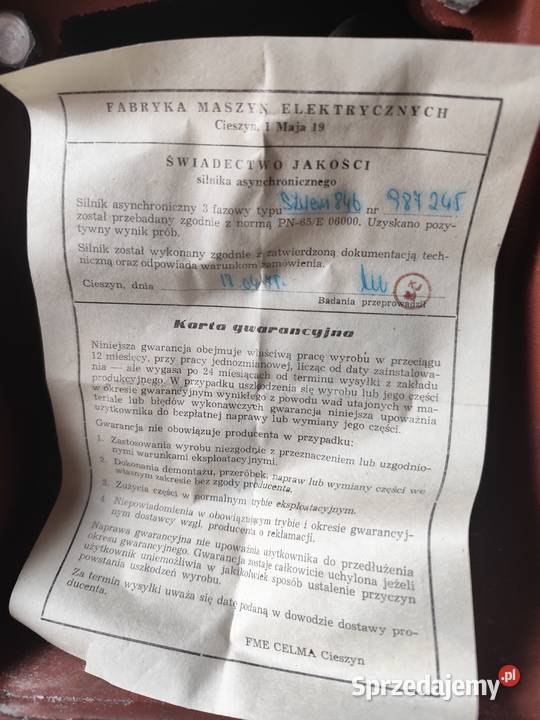 FABRYKA MASZYN ELEKTRYCZNYCH
Cieszyn, 1 Maja 19
ŚWIADECTWO JAKOŚCI
silnika asynchronicznego
Silnik asynchroniczny 3 fazowy typu 84b nr 987245
został przebadany zgodnie z normą PN-65/E 06000. Uzyskano pozy-
tywny wynik prób.
Silnik został wykonany zgodnie z zatwierdzoną dokumentacją tech-
niczną oraz odpowiada warunkom zamówienia.
Cieszyn, dnia
Badania przeprowadził
Karta gwarancyjna
Niniejsza gwarancja obejmuje właściwą pracę wyrobu w przeciągu
12 miesięcy, przy pracy jednozmianowej, licząc od daty zainstalowa-
nia — ale wygasa po 24 miesiącach od terminu wysyłki z zakładu
produkcyjnego. W przypadku uszkodzenia się wyrobu lub jego części
w okresie gwarancyjnym wynikłego z powodu wad utajonych w ma-
teriale lub błędów wykonawczych gwarancja niniejsza upoważnia
użytkownika do bezpłatnej naprawy lub wymiany jego części.
Gwarancja nie obowiązuje producenta w przypadku:
1. Zastosowania wyrobu niezgodnie z przeznaczeniem lub uzgodnio-
nymi warunkami eksploatacyjnymi.
2. Dokonania demontażu, przeróbek, napraw lub wymiany części we
własnym zakresie bez zgody producenta.
3. Zużycia części w normalnym trybie eksploatacyjnym.
4. Niepowiadomienia w obowiązującym trybie i okresie gwarancyj-
nym dostawcy wzgl. producenta o reklamacji.
Naprawa gwarancyjna nie upoważnia użytkownika do przedłużenia
okresu gwarancyjnego. Gwarancja zostaje całkowicie uchylona jeżeli
użytkownik uniemożliwia w jakikolwiek sposób ustalenie przyczyn
powstania uszkodzeń wyrobu.
Za termin wysyłki uważa się datę podaną w dowodzie dostawy pro-
ducenta.
FME CELMA Cieszyn
Sprzedajemy.pl